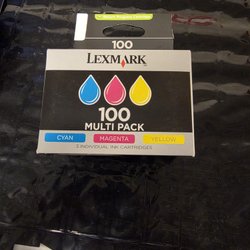 100
LEXMARK
100
MULTI PACK
CYAN
MAGENTA
YELLOW
3 INDIVIDUAL INK CARTRIDGES